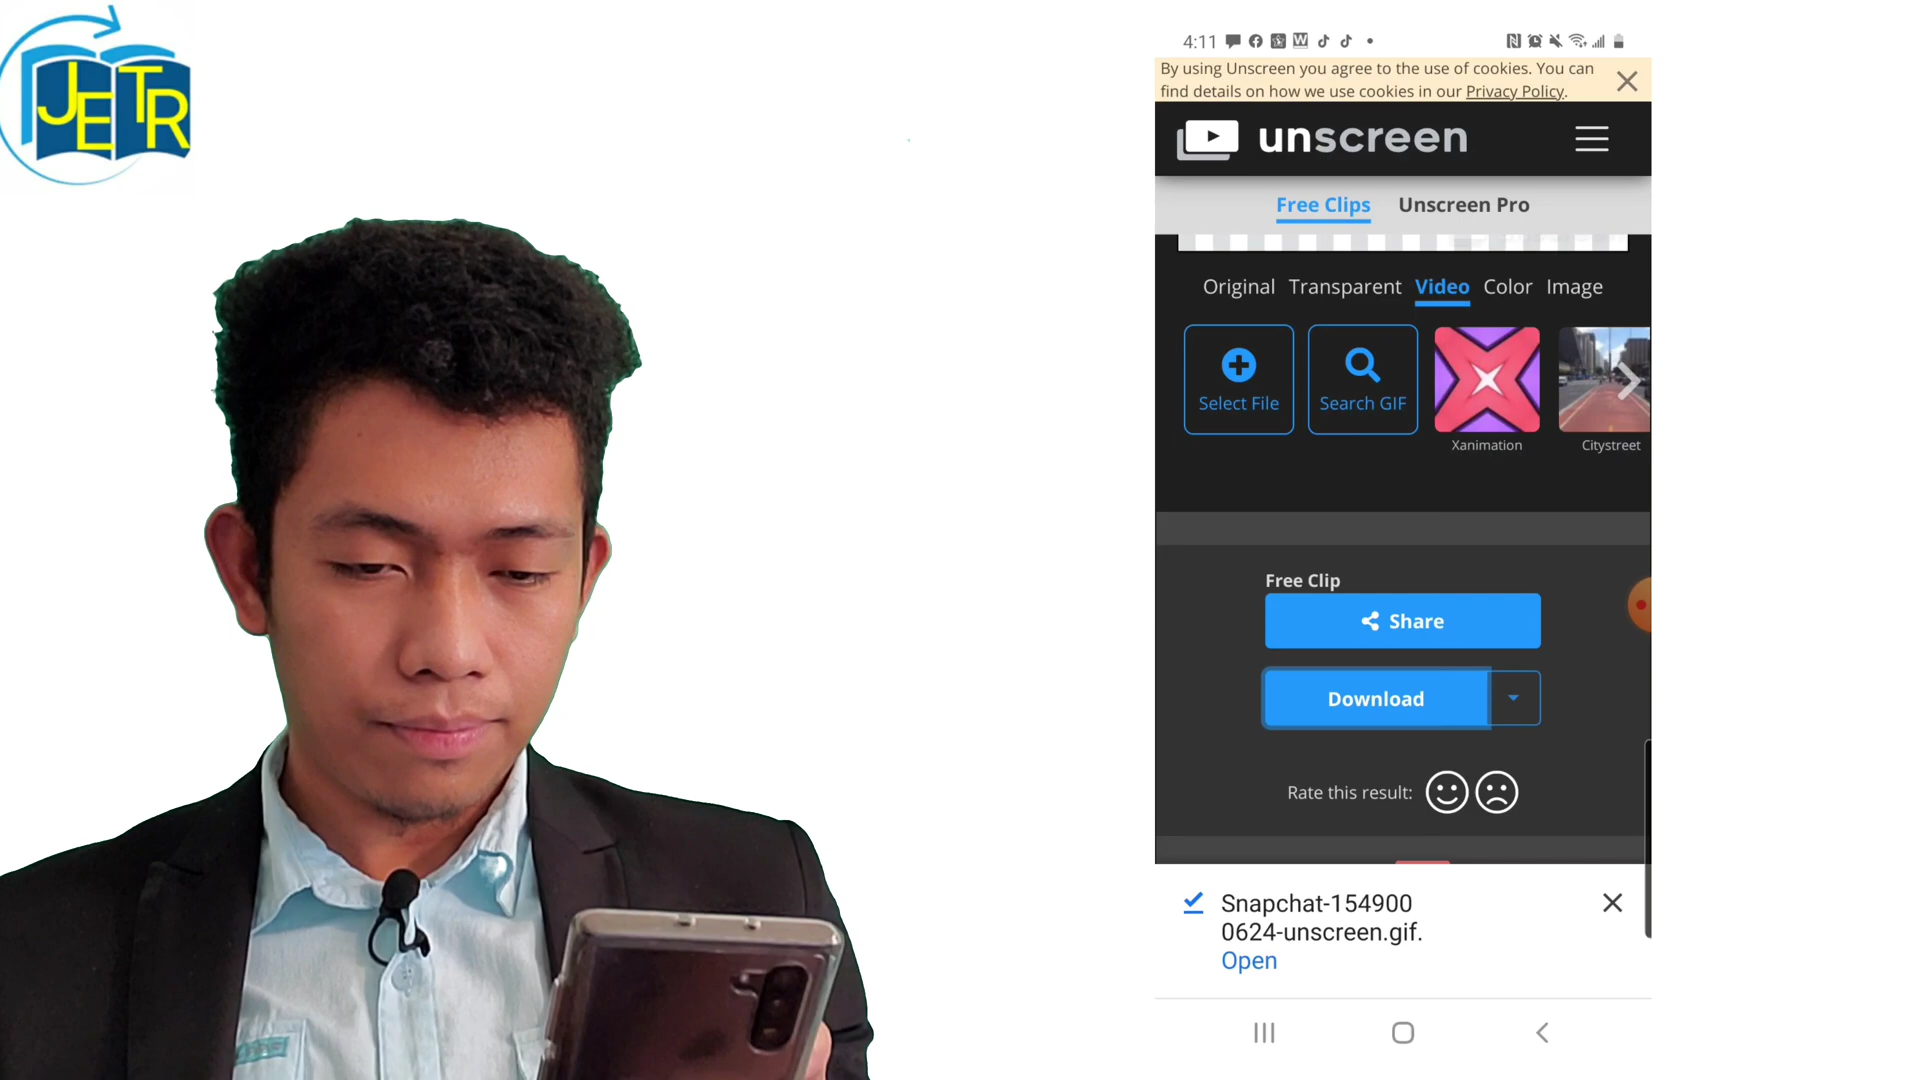 JETR
4:11
By using Unscreen you agree to the use of cookies. You can
find details on how we use cookies in our Privacy Policy.
unscreen
Free Clips Unscreen Pro
Original Transparent Video Color Image
Select File Search GIF
Xanimation Citystreet
Free Clip
Share
Download
Rate this result:
Snapchat-154900
0624-unscreen.gif.
Open